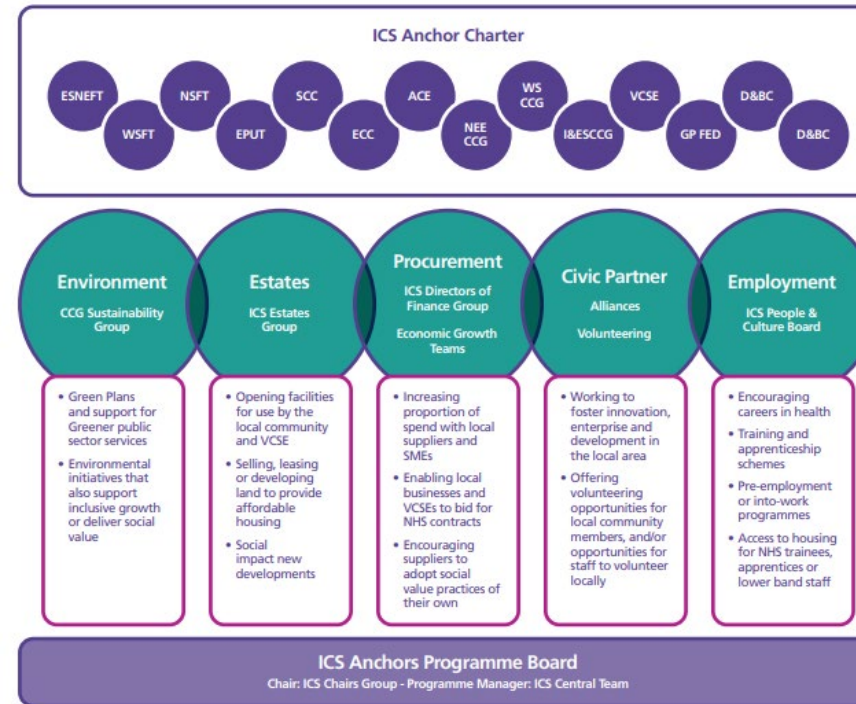 ICS Anchor Charter
ESNEFT
WSFT
NSFT
EPUT
SCC
ECC
ACE
NEE
CCG
WS
CCG
I&ESCCG
VCSE
GP FED
D&BC
D&BC
Environment
CCG Sustainability
Group
Estates
ICS Estates
Group
Procurement
ICS Directors of
Finance Group
Economic Growth
Teams
Civic Partner
Alliances
Volunteering
Employment
ICS People &
Culture Board
• Green Plans
and support for
Greener public
sector services
• Environmental
initiatives that
also support
inclusive growth
or deliver social
value
• Opening facilities
for use by the
local community
and VCSE
• Selling, leasing
or developing
land to provide
affordable
housing
• Social
impact new
developments
• Increasing
proportion of
spend with local
suppliers and
SMEs
• Enabling local
businesses and
VCSEs to bid for
NHS contracts
• Encouraging
suppliers to
adopt social
value practices of
their own
• Working to
foster innovation,
enterprise and
development in
the local area
• Offering
volunteering
opportunities for
local community
members, and/or
opportunities for
staff to volunteer
locally
• Encouraging
careers in health
• Training and
apprenticeship
schemes
• Pre-employment
or into-work
programmes
• Access to housing
for NHS trainees,
apprentices or
lower band staff
ICS Anchors Programme Board
Chair: ICS Chairs Group - Programme Manager: ICS Central Team